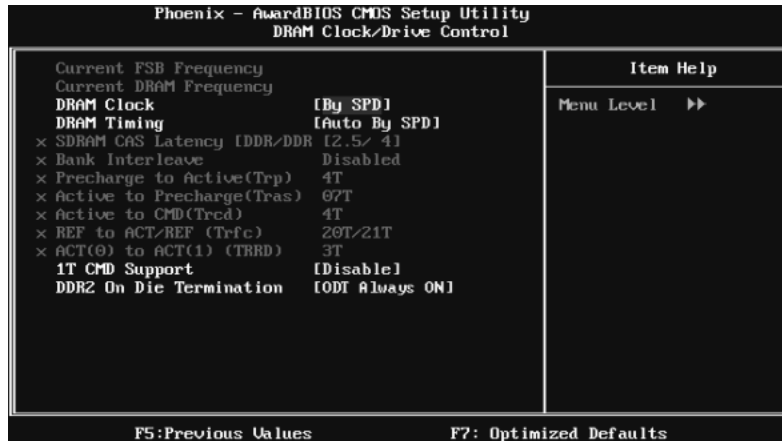 Phoenix - AwardBIOS CMOS Setup Utility
DRAM Clock/Drive Control
Current FSB Frequency
Current DRAM Frequency
DRAM Clock [By SPD]
DRAM Timing [Auto By SPD]
x SDRAM CAS Latency [DDR/DDR [2.5/ 4]
x Bank Interleave Disabled
x Precharge to Active(Trp) 4T
x Active to Precharge(Tras) 07T
x Active to CMD(Trcd) 4T
x REF to ACT/REF (Trfc) 20T/21T
x ACT(0) to ACT(1) (TRRD) 3T
1T CMD Support [Disable]
DDR2 On Die Termination [ODT Always ON]
Item Help
Menu Level ▶▶
F5:Previous Values F7: Optimized Defaults